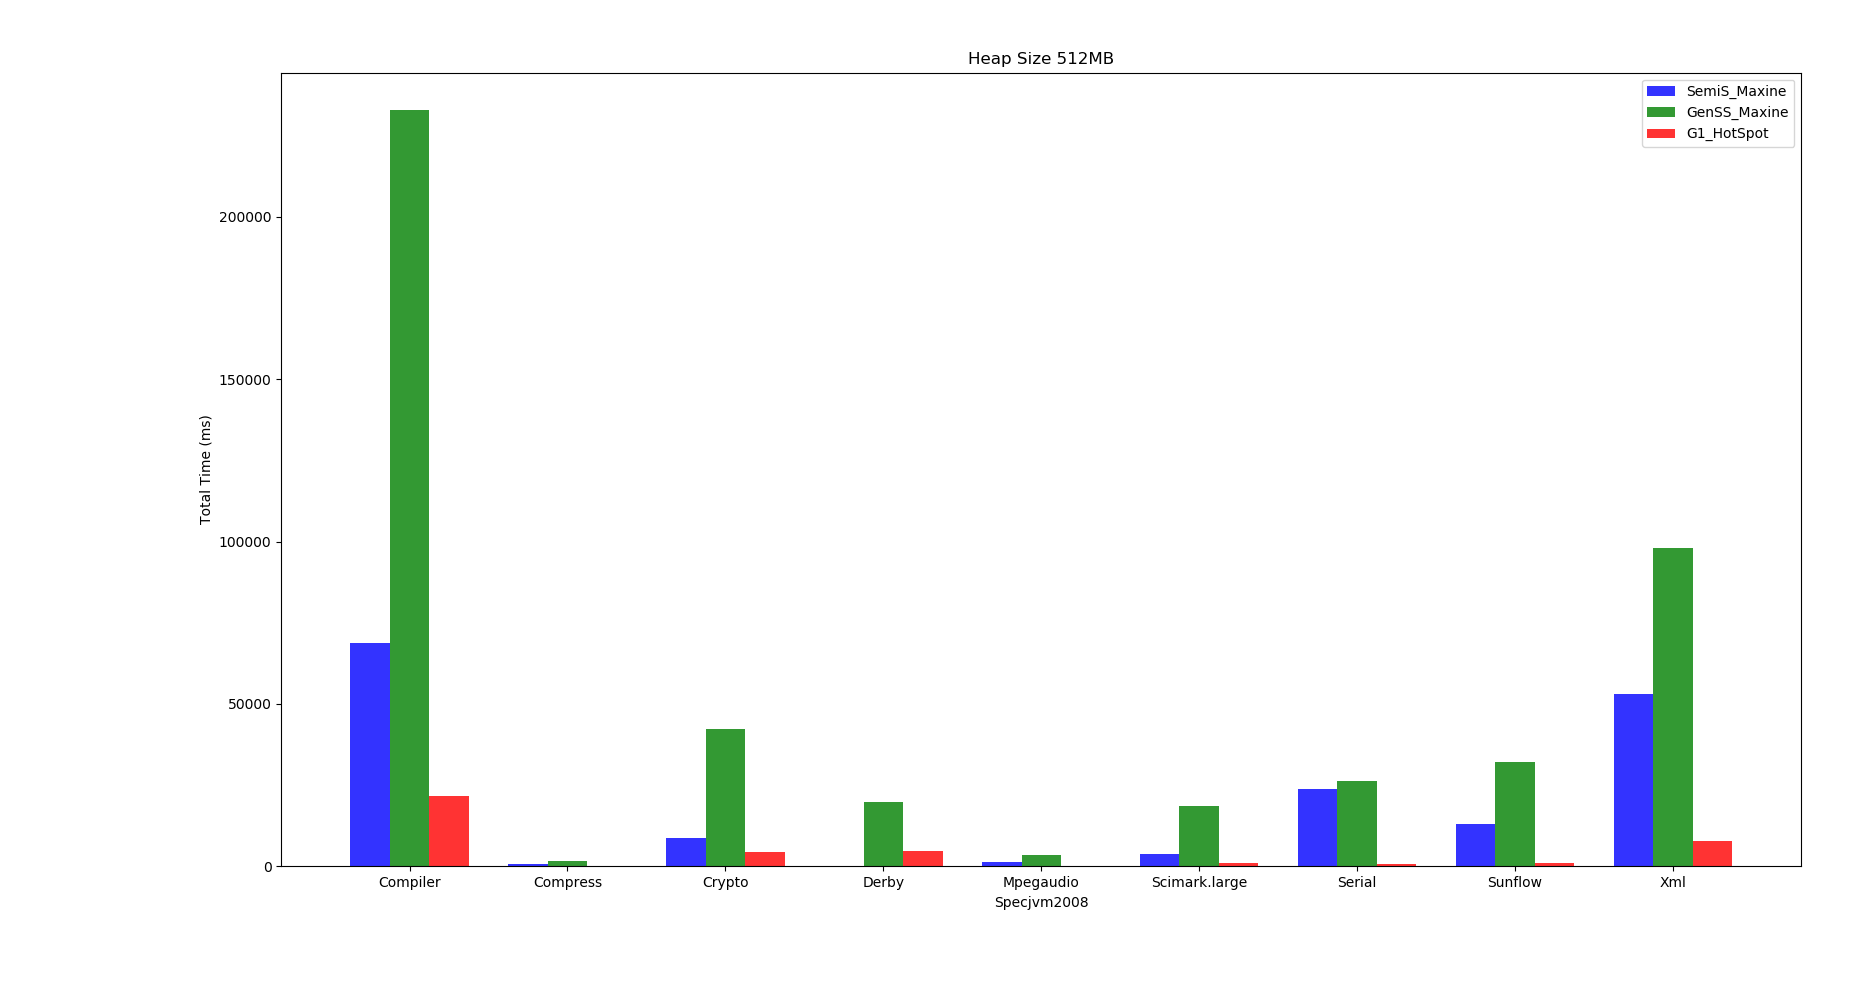 Heap Size 512MB
SemiS_Maxine
GenSS_Maxine
G1_HotSpot
200000
150000
100000
50000
0
Total Time (ms)
Compiler Compress Crypto Derby Mpegaudio Scimark.large Serial Sunflow Xml
Specjvm2008